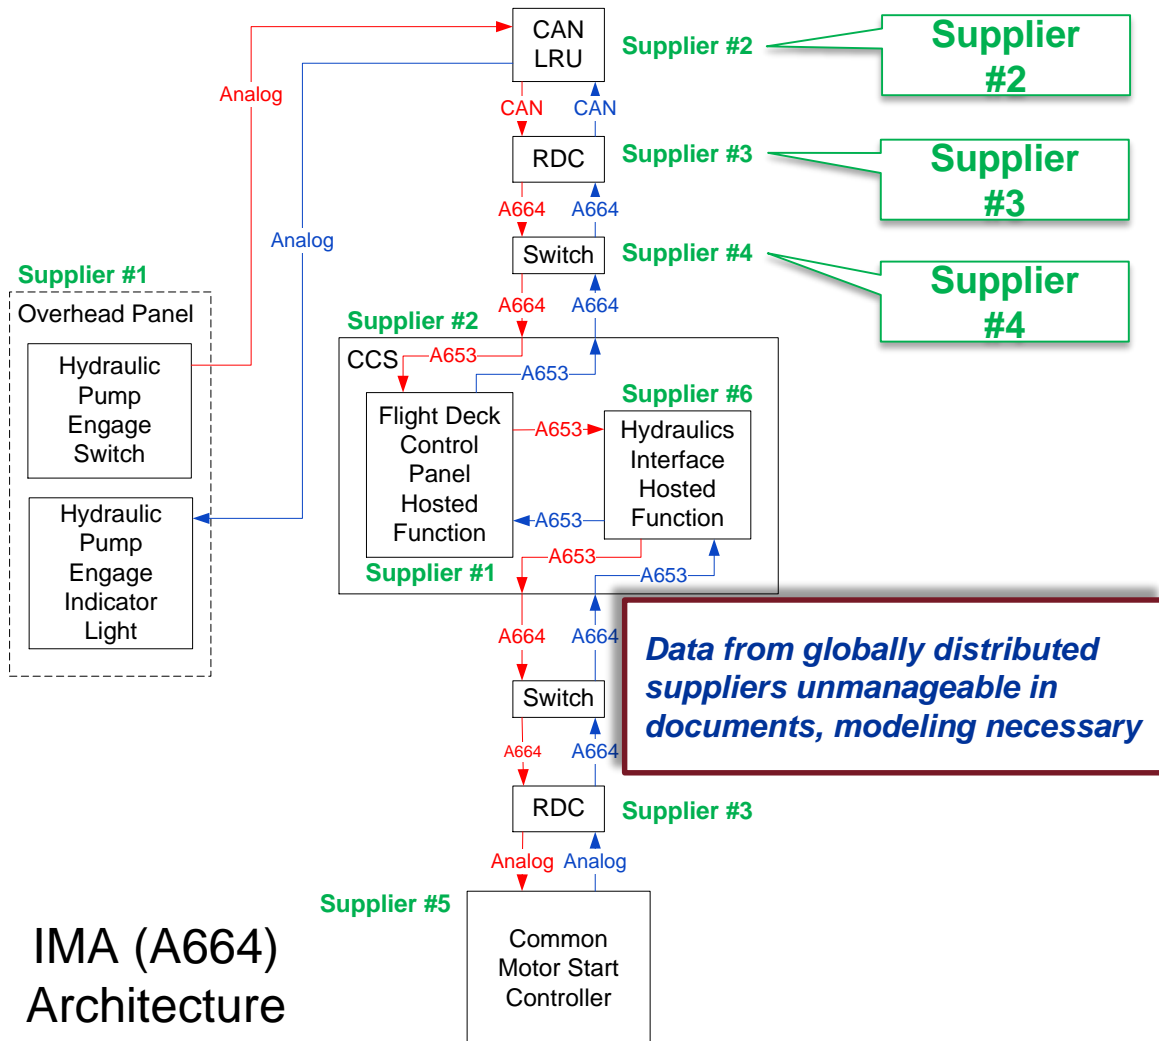 CAN
LRU
Supplier #2
Supplier
#2
Analog
CAN
CAN
RDC
Supplier #3
Supplier
#3
A664
A664
Analog
Switch
Supplier #4
Supplier
#4
Supplier #1
Overhead Panel
Hydraulic
Pump
Engage
Switch
Hydraulic
Pump
Engage
Indicator
Light
A664
A664
Supplier #2
CCS
A653
A653
Flight Deck
Control
Panel
Hosted
Function
Supplier #1
A653
A653
Supplier #6
Hydraulics
Interface
Hosted
Function
A653
A653
A664
A664
Data from globally distributed
suppliers unmanageable in
documents, modeling necessary
Switch
A664
A664
RDC
Supplier #3
Analog
Analog
Supplier #5
Common
Motor Start
Controller
IMA (A664)
Architecture